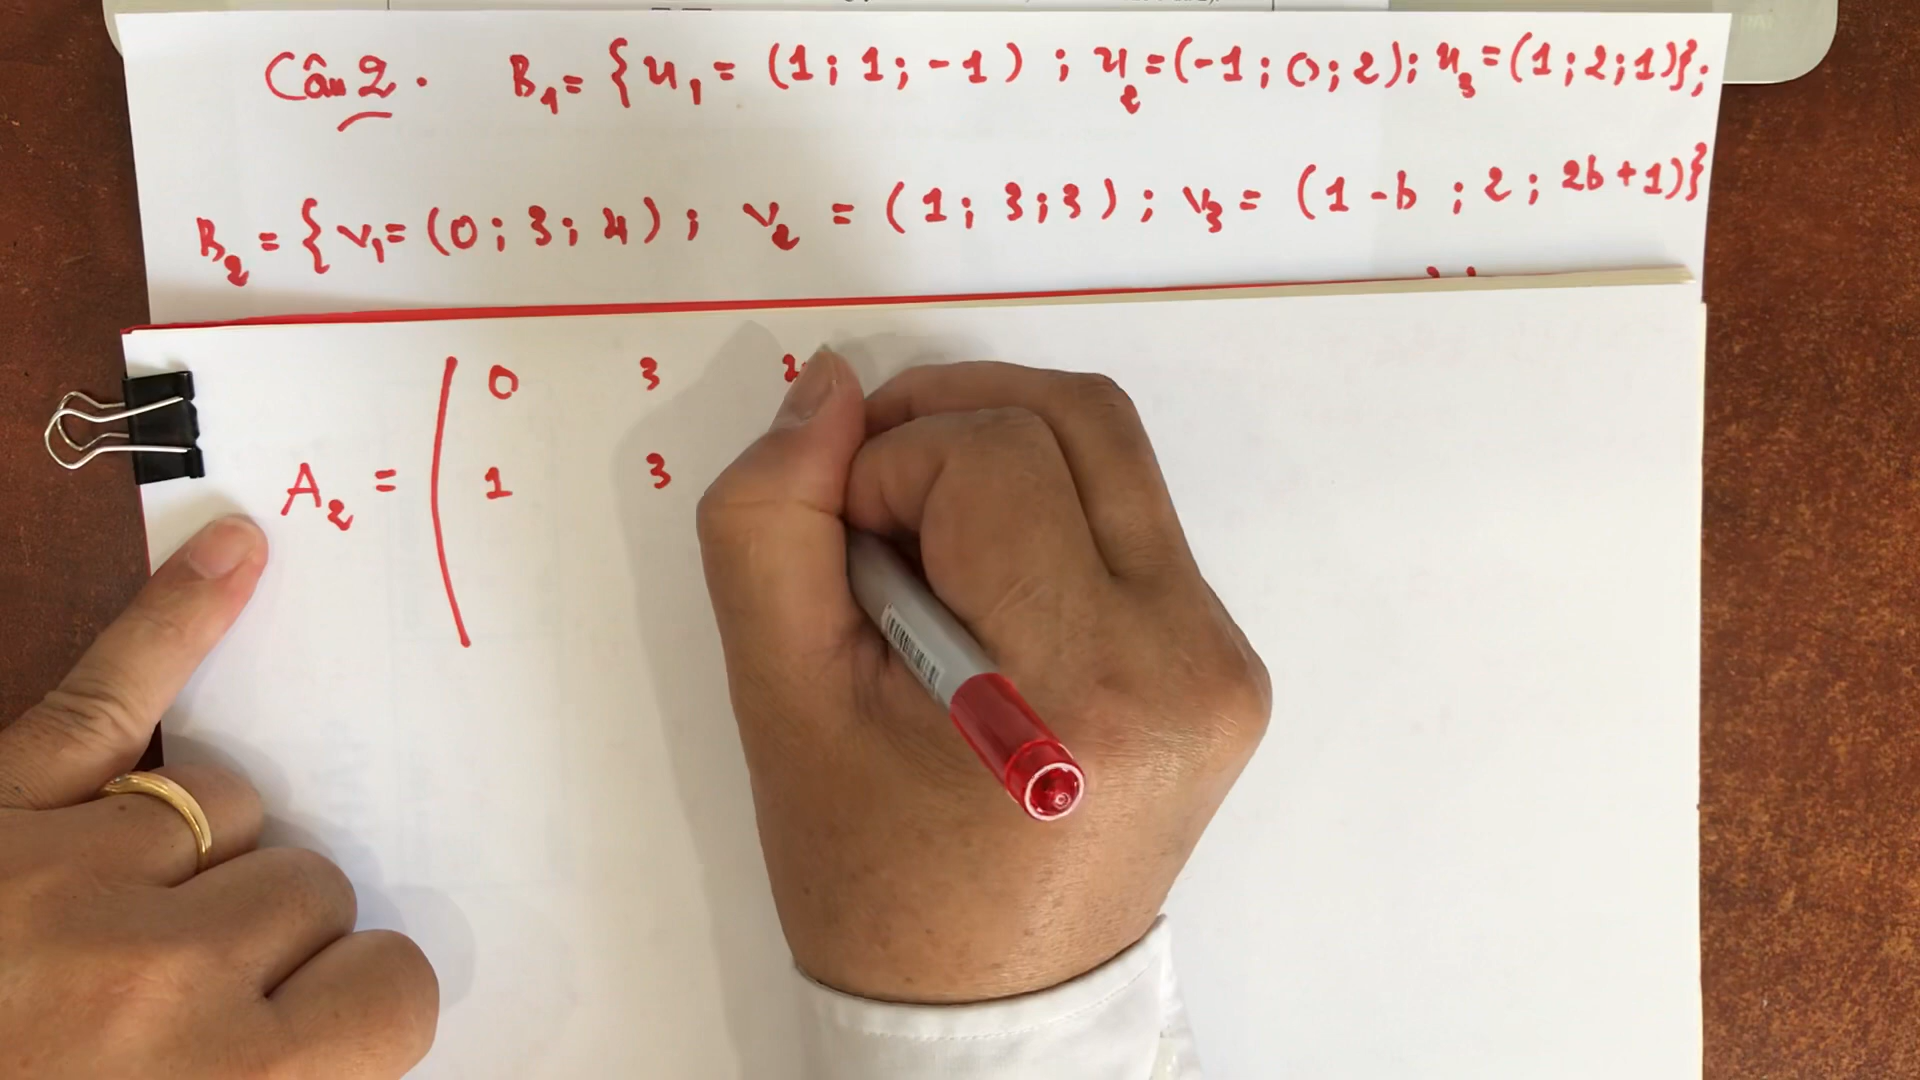 Câu 2. B₁ = {u₁ = (1; 1; -1); u₂ = (-1; 0; 2); u₃ = (1; 2; 1)};
B₂ = {v₁ = (0; 3; 4); v₂ = (1; 3; 3); v₃ = (1-b; 2; 2b+1)}
0 3
A₂ = 1 3